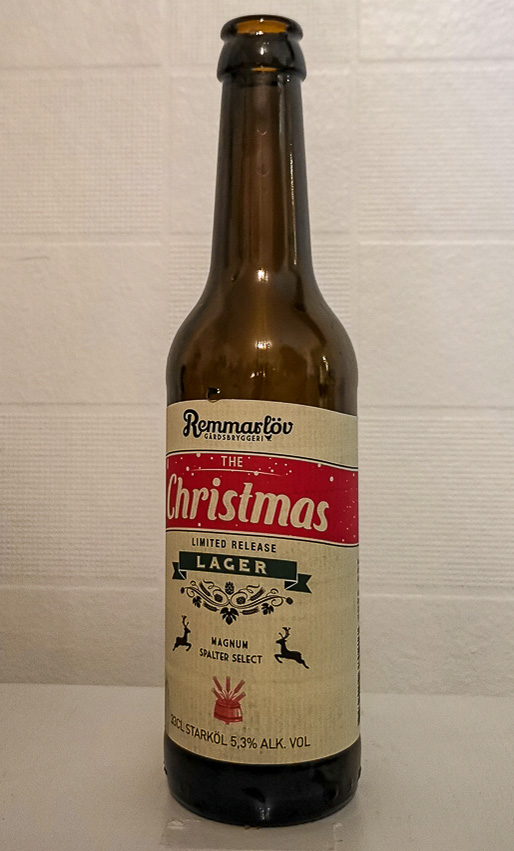 Remmarlöv
GÅRDSBRYGGERI
THE
Christmas
LIMITED RELEASE
LAGER
MAGNUM
SPALTER SELECT
33CL STARKÖL 5,3% ALK. VOL